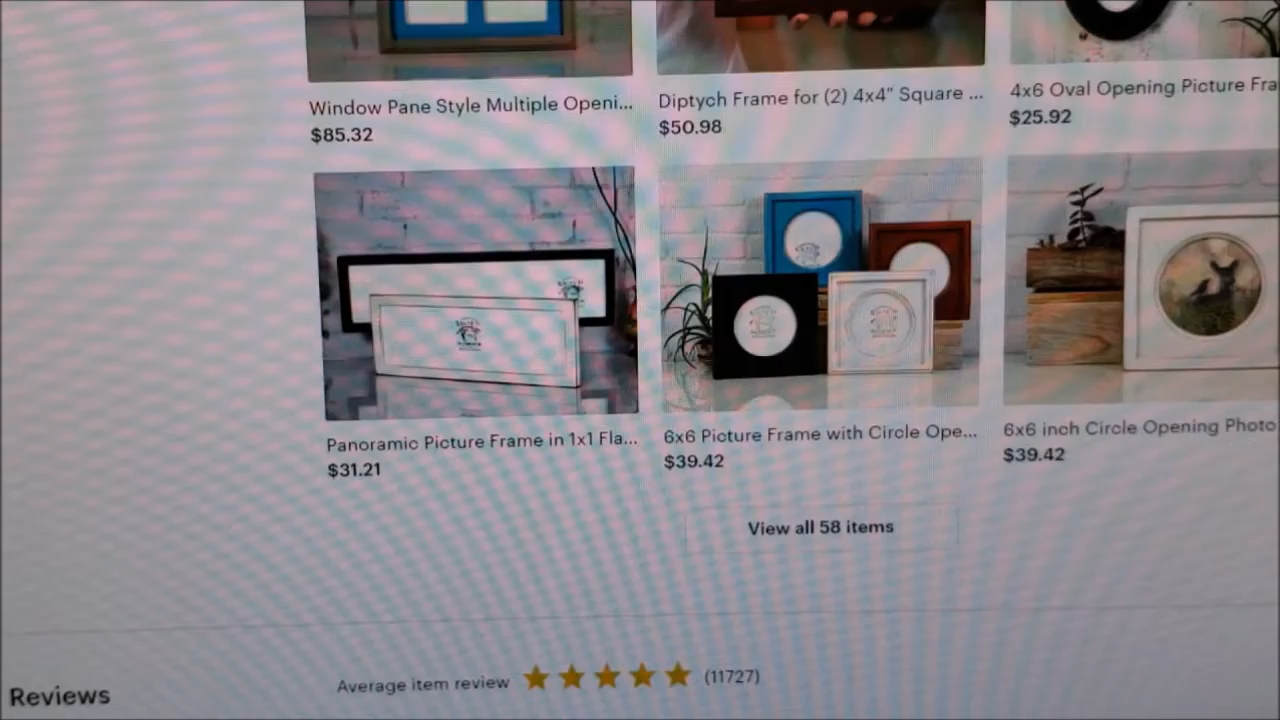 Window Pane Style Multiple Openi...
$85.32
Diptych Frame for (2) 4x4" Square ...
$50.98
4x6 Oval Opening Picture Fra
$25.92
Panoramic Picture Frame in 1x1 Fla...
$31.21
6x6 Picture Frame with Circle Ope...
$39.42
6x6 inch Circle Opening Photo
$39.42
View all 58 items
Reviews
Average item review
(11727)